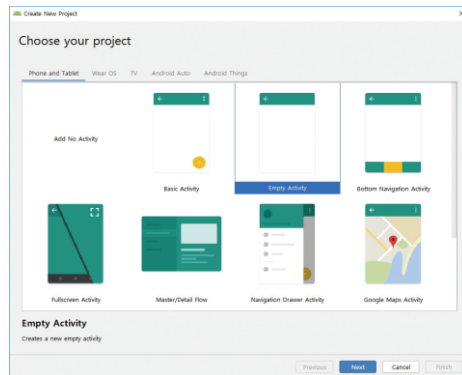 Create New Project
Choose your project
Phone and Tablet Wear OS TV Android Auto Android Things
Add No Activity
Basic Activity
Empty Activity
Bottom Navigation Activity
Fullscreen Activity
Master/Detail Flow
Navigation Drawer Activity
Google Maps Activity
Empty Activity
Creates a new empty activity
Previous Next Cancel Finish